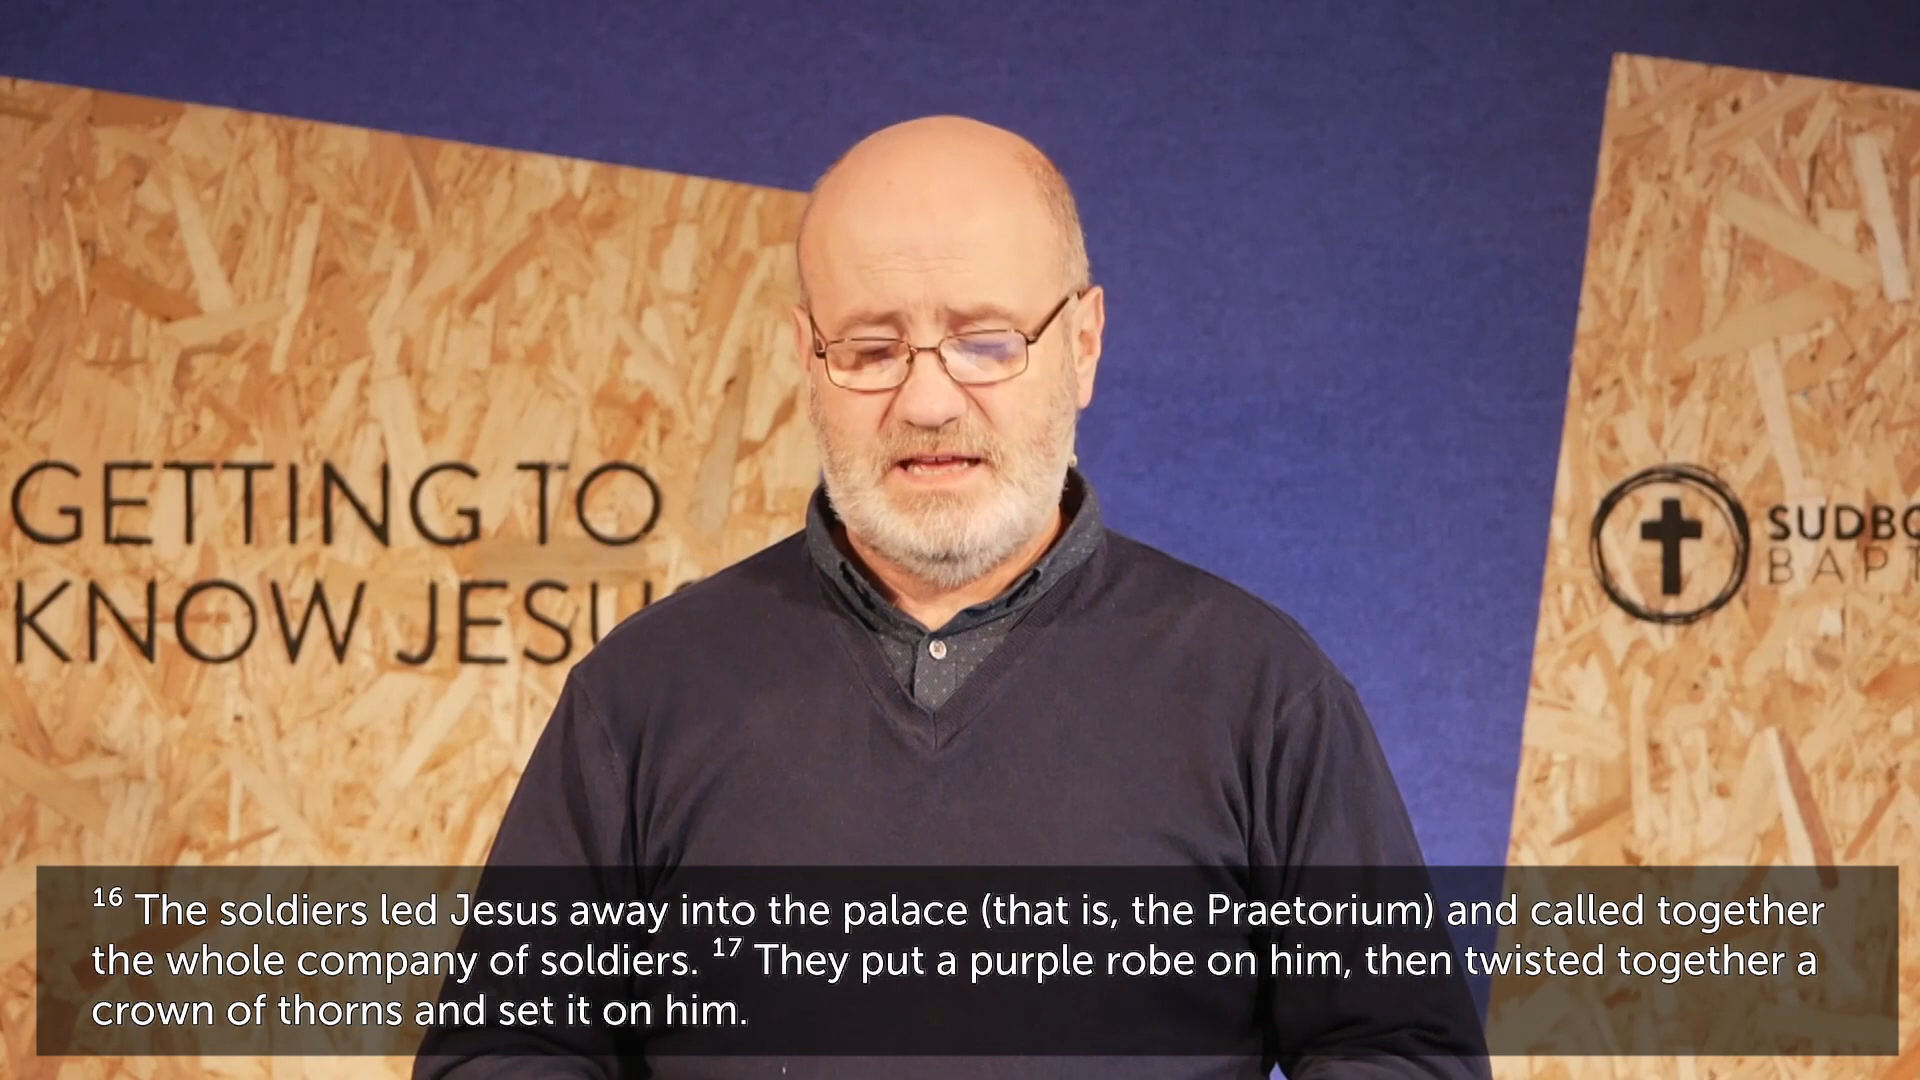 GETTING TO
KNOW JESU
SUDBO
BAPT
16 The soldiers led Jesus away into the palace (that is, the Praetorium) and called together
the whole company of soldiers. 17 They put a purple robe on him, then twisted together a
crown of thorns and set it on him.